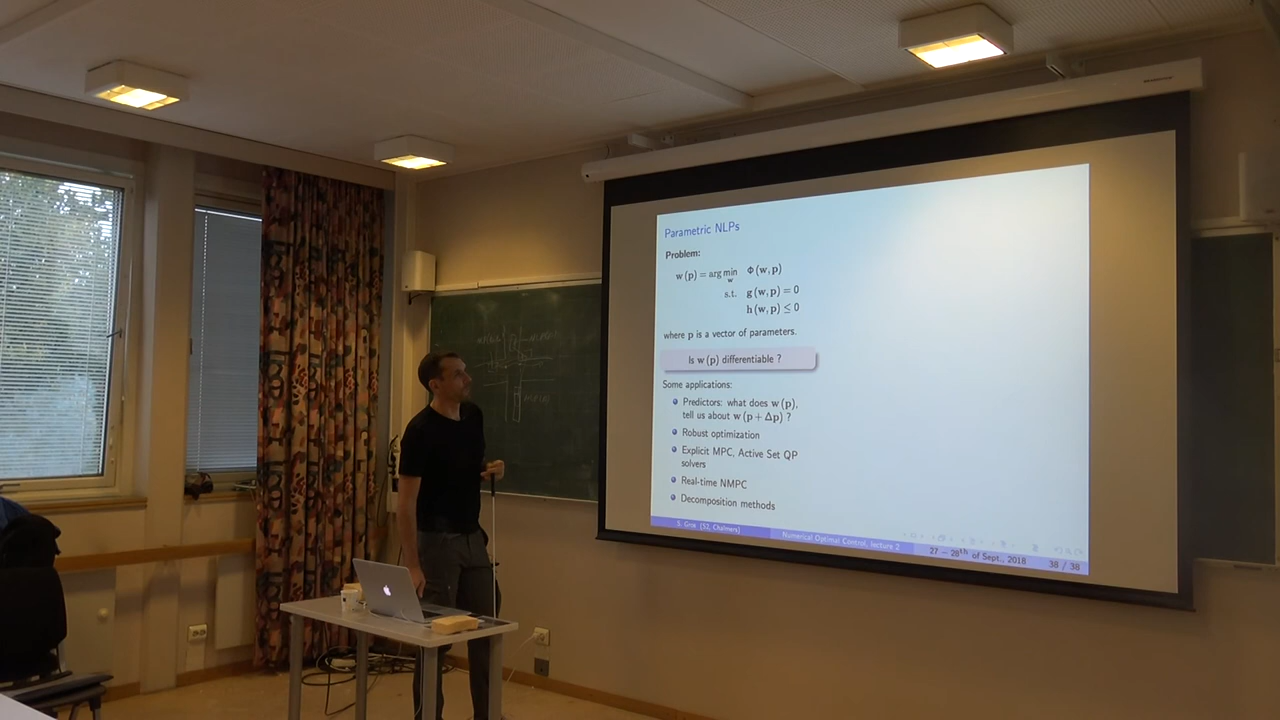 Parametric NLPs
Problem:
w (p) = arg min Φ (w, p)
w
s.t. g (w, p) = 0
h (w, p) ≤ 0
where p is a vector of parameters.
Is w (p) differentiable ?
Some applications:
Predictors: what does w (p),
tell us about w (p + Δp) ?
Robust optimization
Explicit MPC, Active Set QP
solvers
Real-time NMPC
Decomposition methods
S. Gros (S2, Chalmers) Numerical Optimal Control, lecture 2 27 – 28th of Sept., 2018 38 / 38